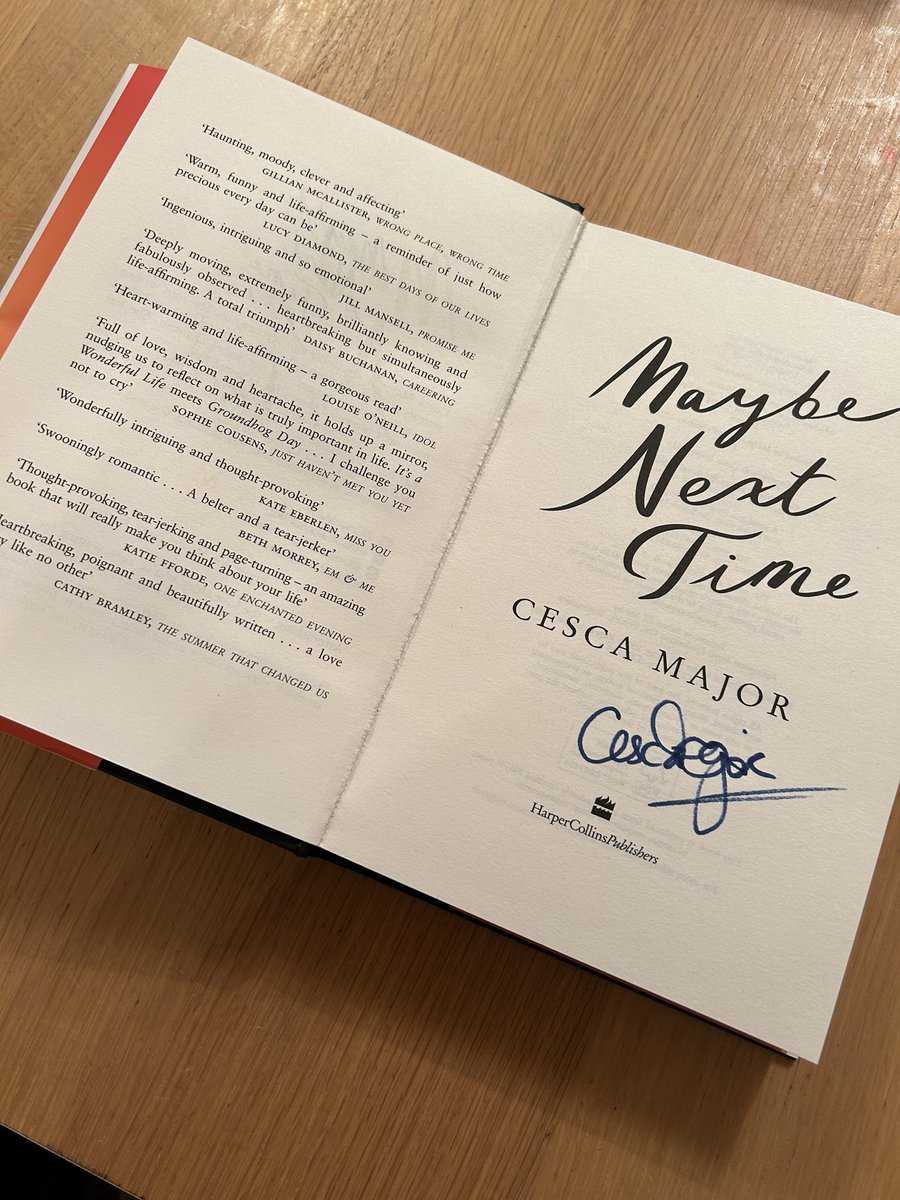 ‘Haunting, moody, clever and affecting’
GILLIAN MCALLISTER, WRONG PLACE, WRONG TIME
‘Warm, funny and life-affirming – a reminder of just how
precious every day can be’
LUCY DIAMOND, THE BEST DAYS OF OUR LIVES
‘Ingenious, intriguing and so emotional’
JILL MANSELL, PROMISE ME
‘Deeply moving, extremely funny, brilliantly knowing and
fabulously observed . . . heartbreaking but simultaneously
life-affirming. A total triumph’
DAISY BUCHANAN, CAREERING
‘Heart-warming and life-affirming – a gorgeous read’
LOUISE O’NEILL, IDOL
‘Full of love, wisdom and heartache, it holds up a mirror,
nudging us to reflect on what is truly important in life. It’s a
Wonderful Life meets Groundhog Day . . . I challenge you
not to cry’
SOPHIE COUSENS, JUST HAVEN’T MET YOU YET
‘Wonderfully intriguing and thought-provoking’
KATE EBERLEN, MISS YOU
‘Swooningly romantic . . . A belter and a tear-jerker’
BETH MORREY, EM & ME
‘Thought-provoking, tear-jerking and page-turning – an amazing
book that will really make you think about your life’
KATIE FFORDE, ONE ENCHANTED EVENING
eartbreaking, poignant and beautifully written . . . a love
y like no other’
CATHY BRAMLEY, THE SUMMER THAT CHANGED US
Maybe
Next
Time
CESCA MAJOR
Cesca Major
HarperCollinsPublishers